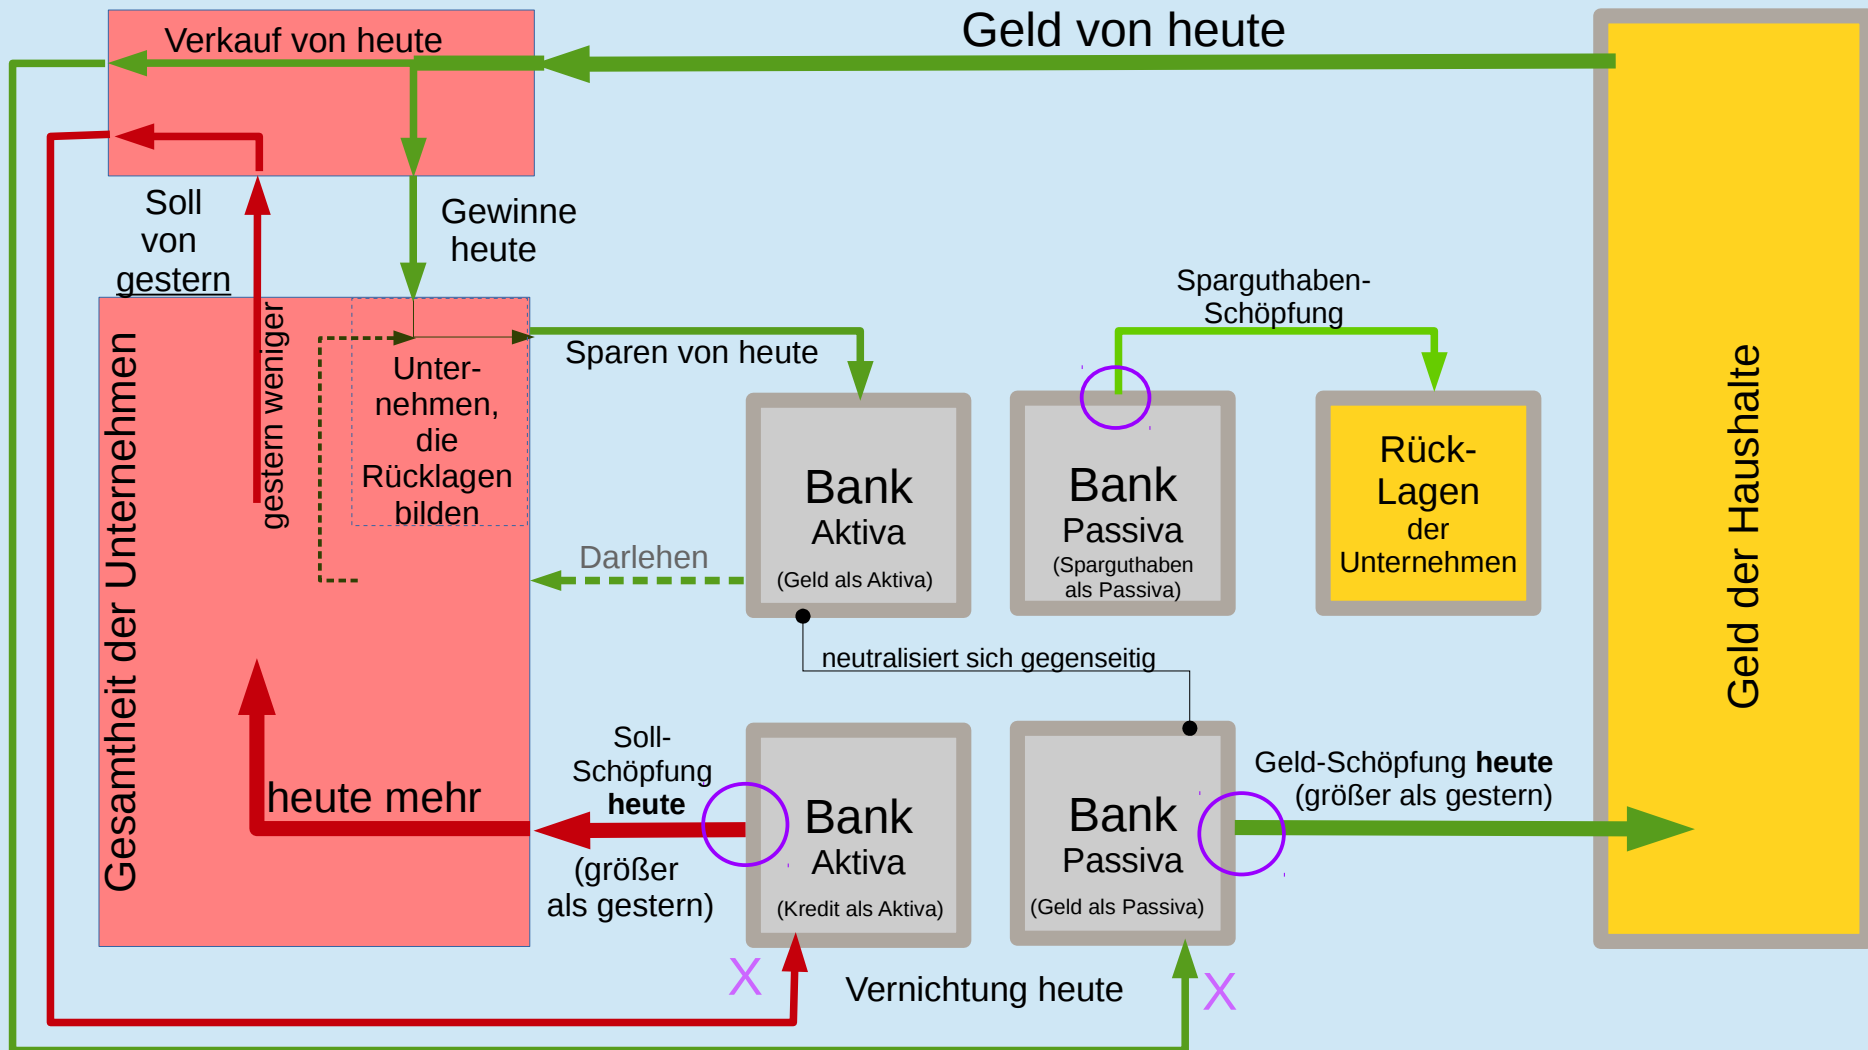 Geld von heute
Verkauf von heute
Soll
von
gestern
Gewinne
heute
gestern weniger
Gesamtheit der Unternehmen
Unter-
nehmen,
die
Rücklagen
bilden
Sparen von heute
Sparguthaben-
Schöpfung
Bank
Aktiva
(Geld als Aktiva)
Bank
Passiva
(Sparguthaben
als Passiva)
Rück-
Lagen
der
Unternehmen
Geld der Haushalte
Darlehen
neutralisiert sich gegenseitig
heute mehr
Soll-
Schöpfung
heute
(größer
als gestern)
Bank
Aktiva
(Kredit als Aktiva)
Bank
Passiva
(Geld als Passiva)
Geld-Schöpfung heute
(größer als gestern)
X
Vernichtung heute
X